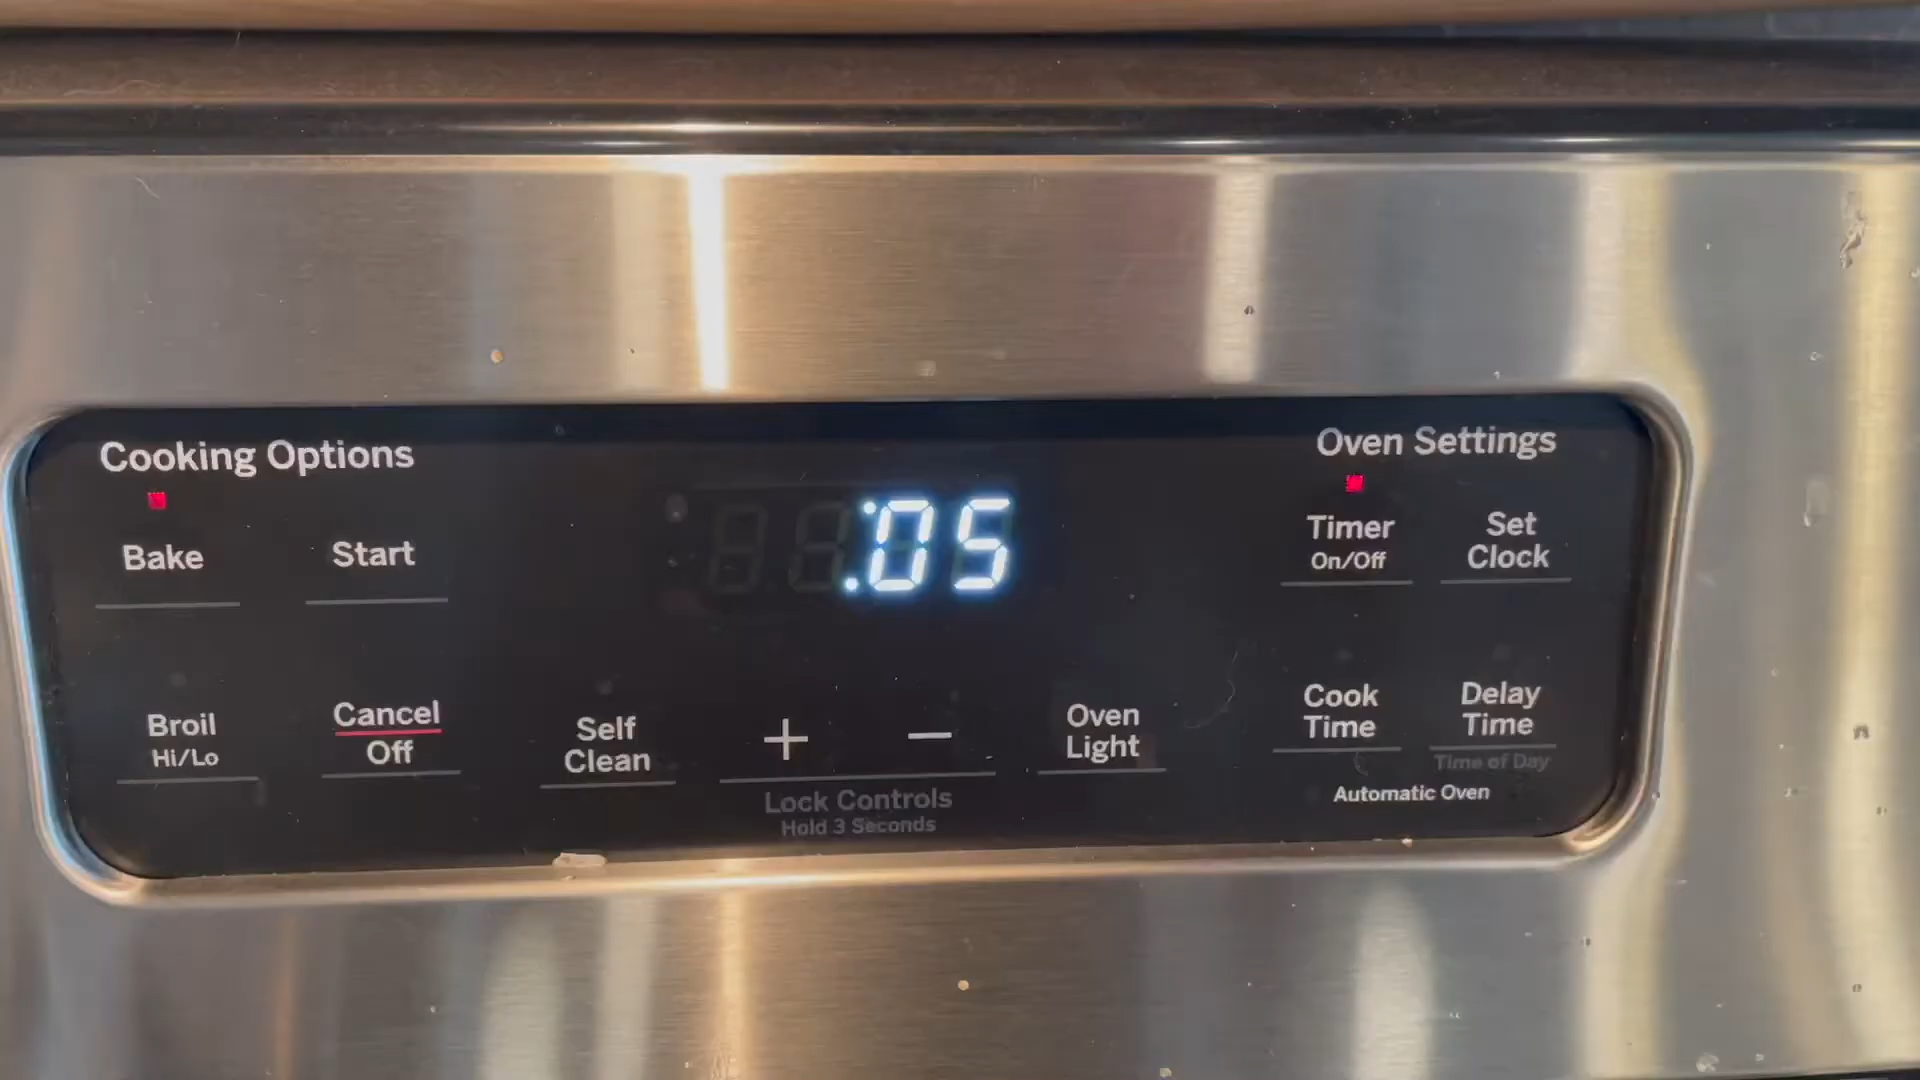 Cooking Options
Oven Settings
Bake
Start
:05
Timer
On/Off
Set
Clock
Broil
Hi/Lo
Cancel
Off
Self
Clean
+
−
Lock Controls
Hold 3 Seconds
Oven
Light
Cook
Time
Delay
Time
Time of Day
Automatic Oven